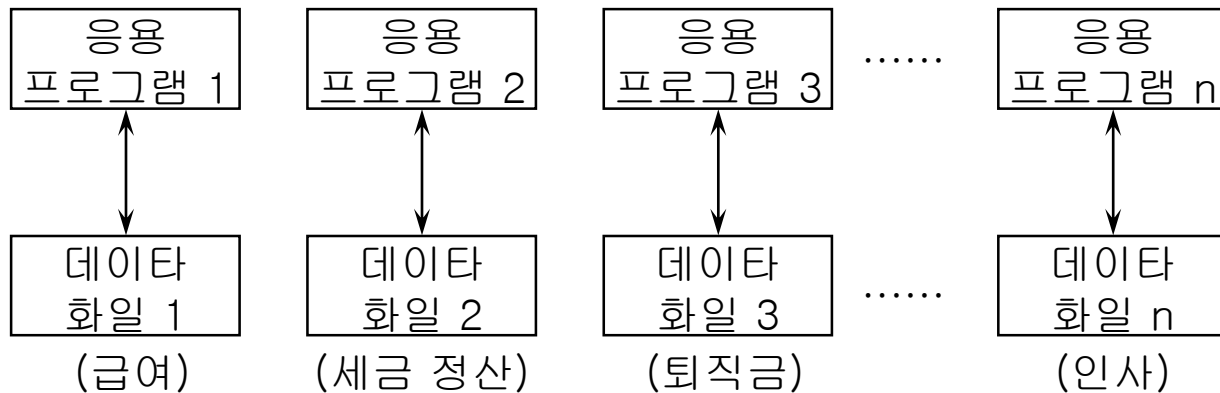 응용
프로그램 1
응용
프로그램 2
응용
프로그램 3
......
응용
프로그램 n
데이타
화일 1
데이타
화일 2
데이타
화일 3
......
데이타
화일 n
(급여)
(세금 정산)
(퇴직금)
(인사)